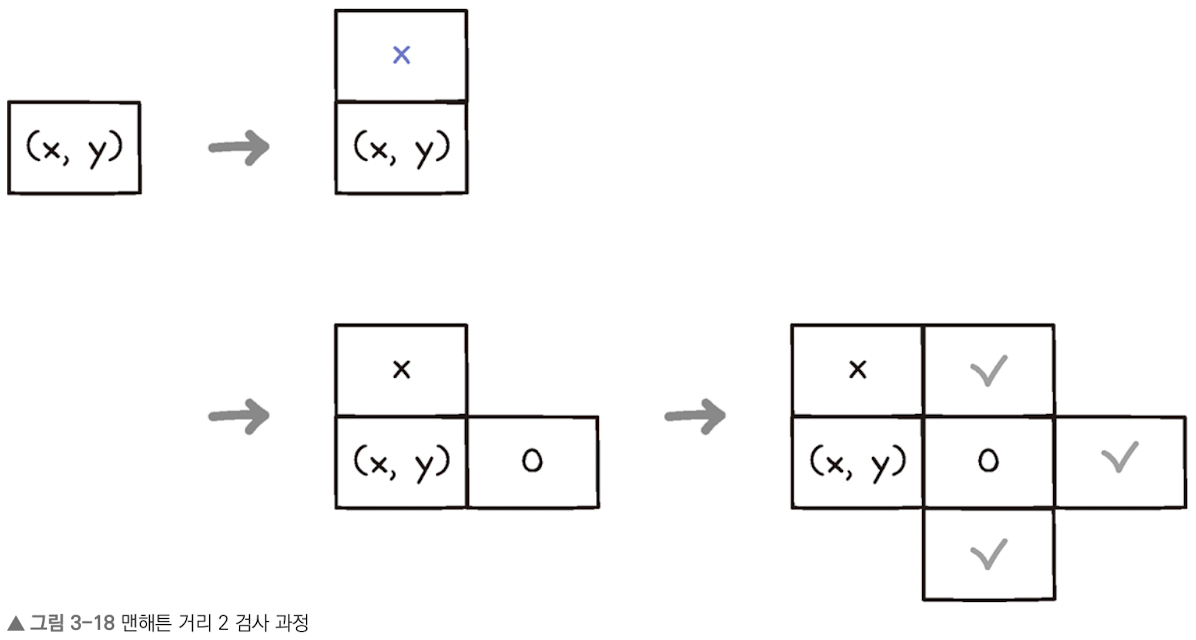 x
(x, y) (x, y)
x x
(x, y) O (x, y) O
▲ 그림 3-18 맨해튼 거리 2 검사 과정